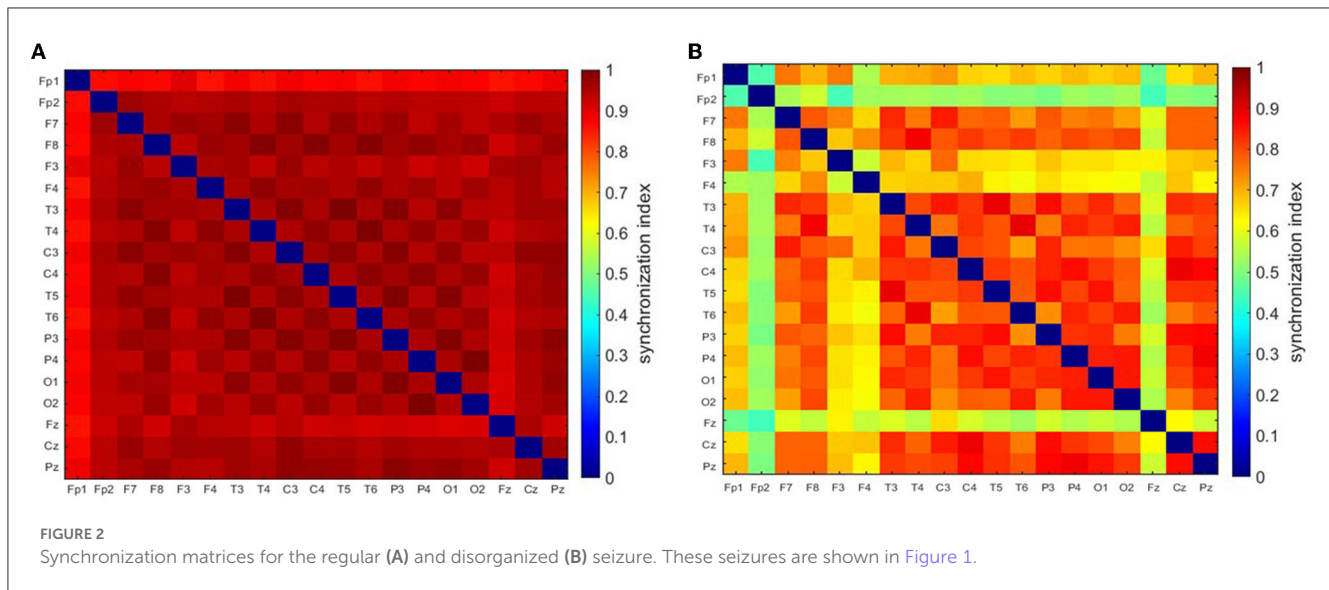 A
B
Fp1
Fp2
F7
F8
F3
F4
T3
T4
C3
C4
T5
T6
P3
P4
O1
O2
Fz
Cz
Pz
Fp1 Fp2 F7 F8 F3 F4 T3 T4 C3 C4 T5 T6 P3 P4 O1 O2 Fz Cz Pz
1
0.9
0.8
0.7
0.6
0.5
0.4
0.3
0.2
0.1
0
synchronization index
Fp1
Fp2
F7
F8
F3
F4
T3
T4
C3
C4
T5
T6
P3
P4
O1
O2
Fz
Cz
Pz
Fp1 Fp2 F7 F8 F3 F4 T3 T4 C3 C4 T5 T6 P3 P4 O1 O2 Fz Cz Pz
1
0.9
0.8
0.7
0.6
0.5
0.4
0.3
0.2
0.1
0
synchronization index
FIGURE 2
Synchronization matrices for the regular (A) and disorganized (B) seizure. These seizures are shown in Figure 1.